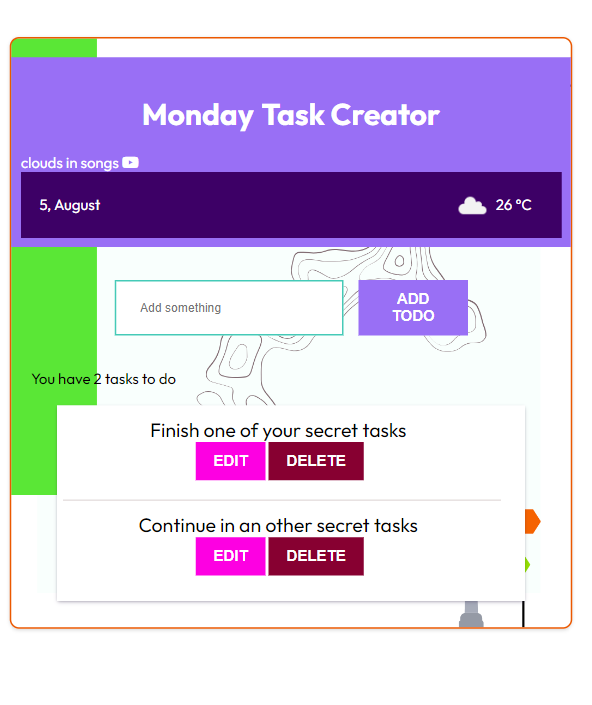 Monday Task Creator
clouds in songs
5, August
26 °C
Add something
ADD
TODO
You have 2 tasks to do
Finish one of your secret tasks
EDIT DELETE
Continue in an other secret tasks
EDIT DELETE